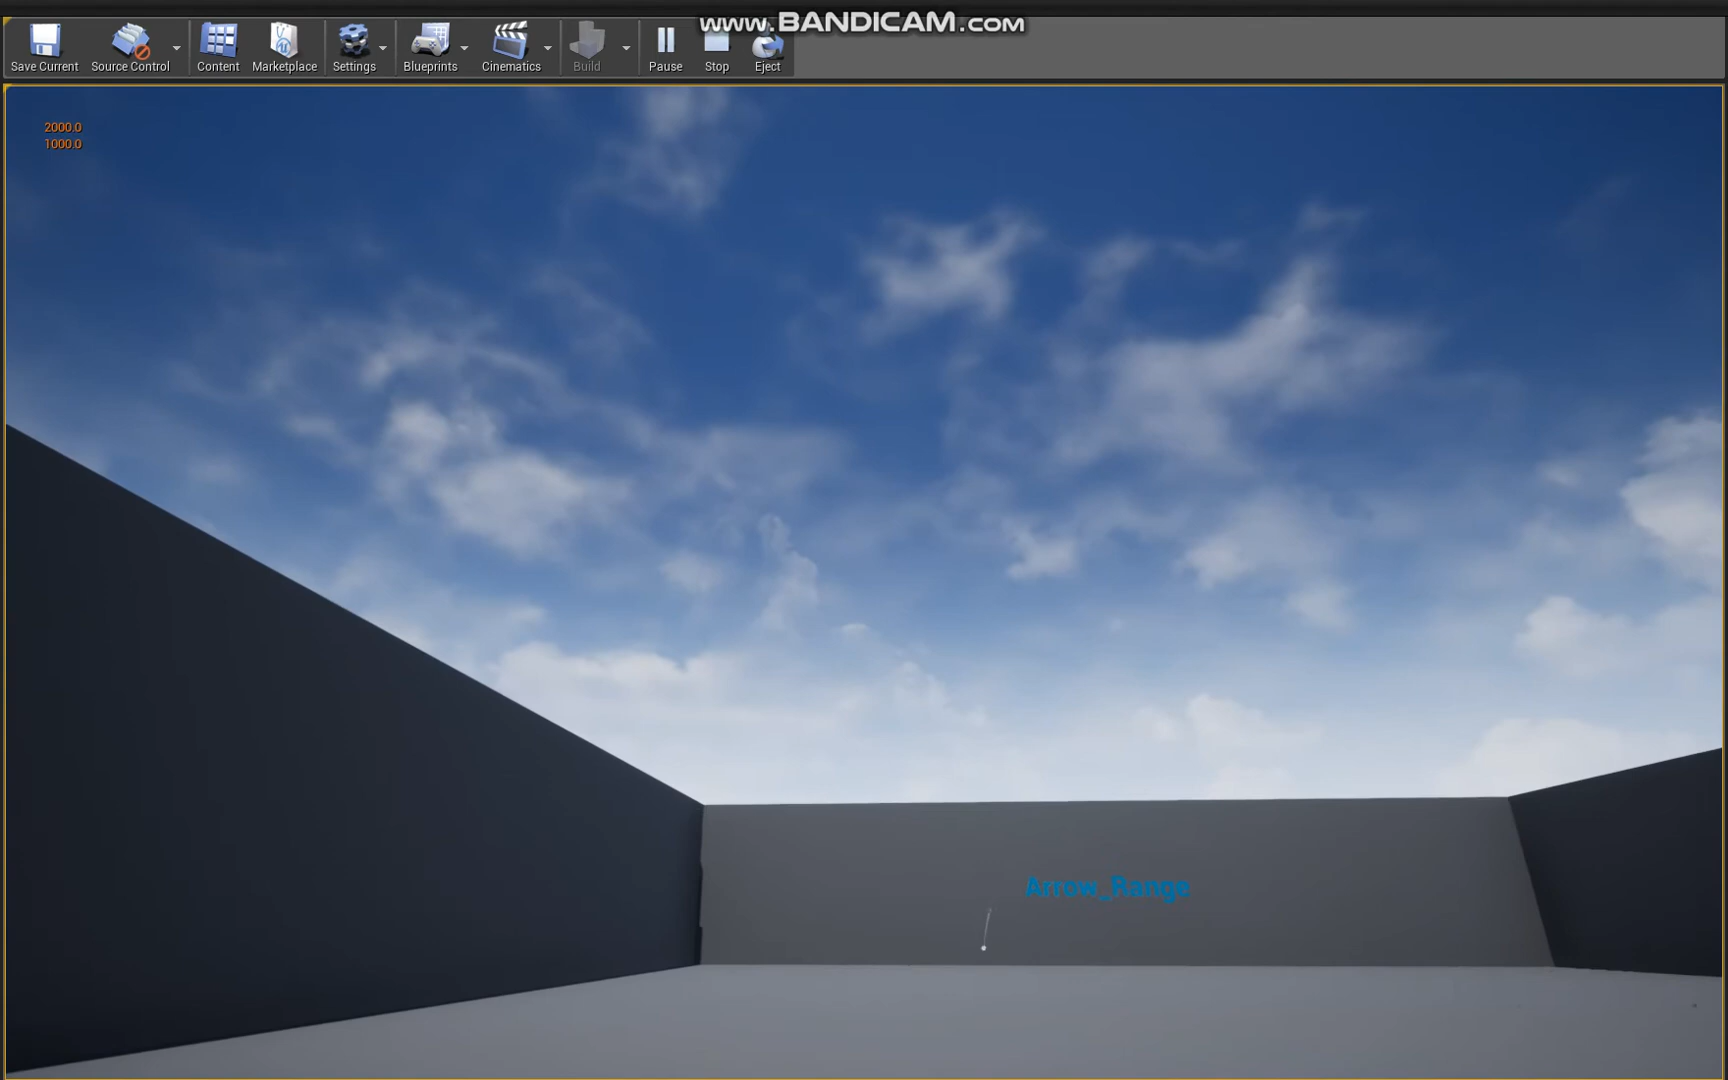 www.BANDICAM.com
Save Current
Source Control
Content
Marketplace
Settings
Blueprints
Cinematics
Build
Pause
Stop
Eject
2000.0
1000.0
Arrow_Range